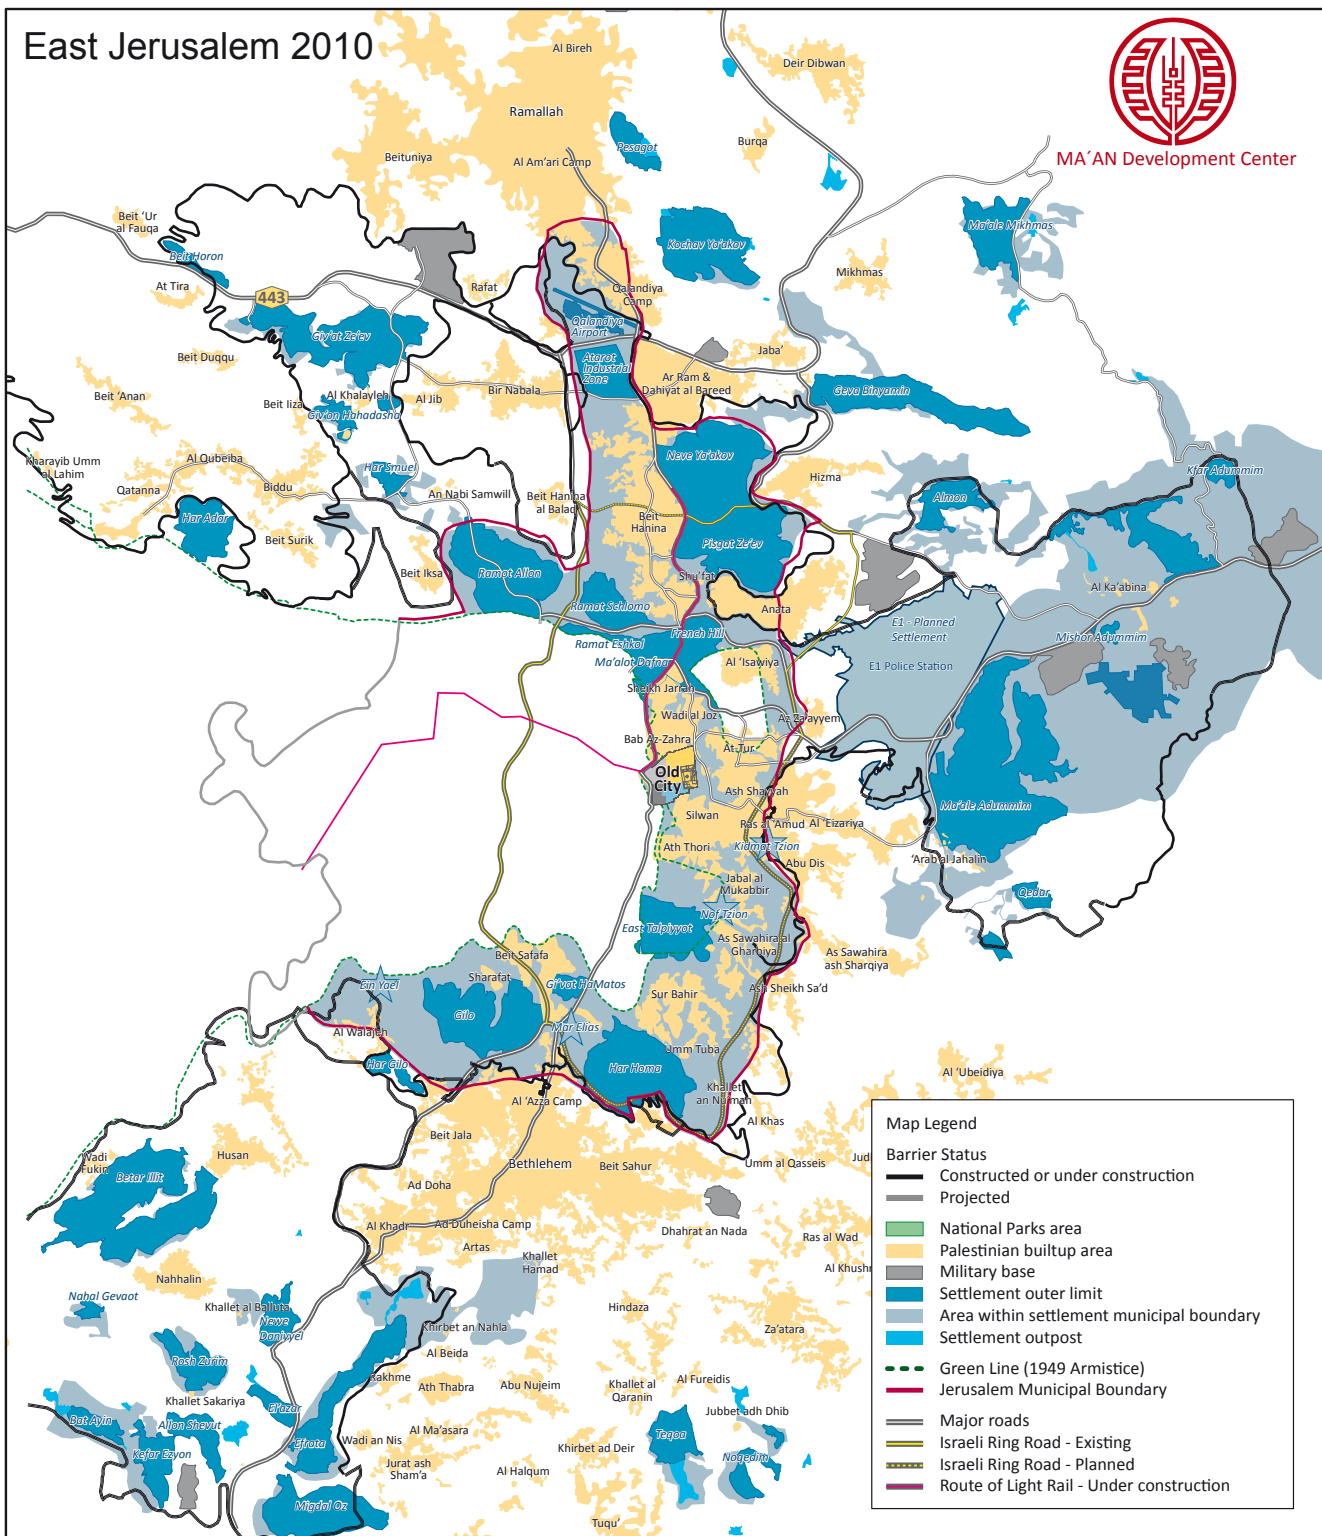 East Jerusalem 2010
MA´AN Development Center
Al Bireh
Deir Dibwan
Ramallah
Burqa
Pesagot
Beituniya
Al Am'ari Camp
Beit 'Ur
al Fauqa
Ma'ale Mikhmas
Kochav Ya'akov
Beit Horon
Mikhmas
At Tira
Rafat
Qalandiya
Camp
443
Qalandiya
Airport
Giv'at Ze'ev
Jaba'
Beit Duqqu
Atarot
Industrial
Zone
Ar Ram &
Dahiyat al Bareed
Geva Binyamin
Beit 'Anan
Al Khalayleh
Al Jib
Bir Nabala
Beit Iiza
Giv'on Hahadasha
Neve Ya'akov
Kharayib Umm
al Lahim
Al Qubeiba
Har Smuel
Kfar Adummim
Hizma
Qatanna
Biddu
An Nabi Samwill
Beit Hanina
al Balad
Almon
Har Adar
Beit
Hanina
Beit Surik
Pisgat Ze'ev
Beit Iksa
Ramot Allon
Shu'fat
Al Ka'abina
Ramat Schlomo
Anata
E1 - Planned
Settlement
French Hill
Mishor Adummim
Ramat Eshkol
Ma'alot Dafna
Al 'Isawiya
E1 Police Station
Sheikh Jarrah
Wadi al Joz
Az Za'ayyem
Bab Az-Zahra
At-Tur
Old
City
Ash Shayyah
Ma'ale Adummim
Silwan
Ras al 'Amud
Al 'Eizariya
Ath Thori
Kidmat Tzion
Abu Dis
'Arab al Jahalin
Jabal al
Mukabbir
Qedar
Nof Tzion
East Talpiyyot
As Sawahira al
Gharbiya
As Sawahira
ash Sharqiya
Beit Safafa
Sharafat
Ein Yael
Gi'vat HaMatos
Ash Sheikh Sa'd
Sur Bahir
Gilo
Mar Elias
Al Walajeh
Umm Tuba
Har Gilo
Har Homa
Al 'Ubeidiya
Khallet
an Nu'man
Al 'Azza Camp
Al Khas
Beit Jala
Wadi
Fukin
Husan
Bethlehem
Beit Sahur
Umm al Qasseis
Jud
Betar Illit
Ad Doha
Al Khadr
Ad Duheisha Camp
Dhahrat an Nada
Ras al Wad
Artas
Khallet
Hamad
Al Khushr
Nahhalin
Nahal Gevaot
Khallet al Balluta
Newe
Daniyyel
Hindaza
Khirbet an Nahla
Za'atara
Al Beida
Rosh Zurim
Rakhme
Ath Thabra
Abu Nujeim
Khallet al
Qaranin
Al Fureidis
Khallet Sakariya
El'azar
Jubbet adh Dhib
Bat Ayin
Allon Shevut
Al Ma'asara
Teqoa
Efrata
Wadi an Nis
Khirbet ad Deir
Kefar Ezyon
Noqedim
Jurat ash
Sham'a
Al Halqum
Migdal Oz
Tuqu'
Map Legend
Barrier Status
Constructed or under construction
Projected
National Parks area
Palestinian builtup area
Military base
Settlement outer limit
Area within settlement municipal boundary
Settlement outpost
Green Line (1949 Armistice)
Jerusalem Municipal Boundary
Major roads
Israeli Ring Road - Existing
Israeli Ring Road - Planned
Route of Light Rail - Under construction